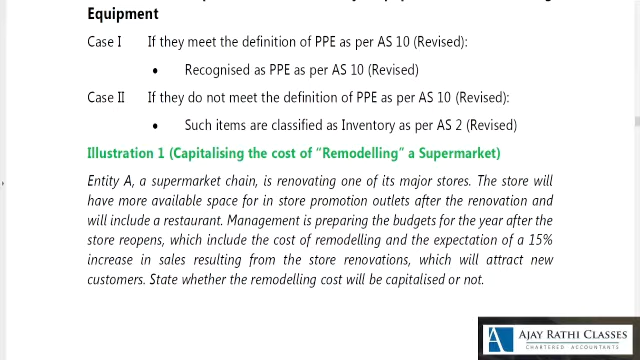 Equipment
Case I If they meet the definition of PPE as per AS 10 (Revised):
• Recognised as PPE as per AS 10 (Revised)
Case II If they do not meet the definition of PPE as per AS 10 (Revised):
• Such items are classified as Inventory as per AS 2 (Revised)
Illustration 1 (Capitalising the cost of “Remodelling” a Supermarket)
Entity A, a supermarket chain, is renovating one of its major stores. The store will
have more available space for in store promotion outlets after the renovation and
will include a restaurant. Management is preparing the budgets for the year after the
store reopens, which include the cost of remodelling and the expectation of a 15%
increase in sales resulting from the store renovations, which will attract new
customers. State whether the remodelling cost will be capitalised or not.
AJAY RATHI CLASSES
CHARTERED ACCOUNTANTS